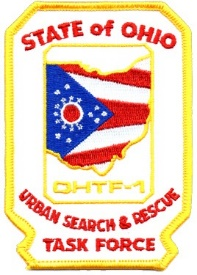 STATE of OHIO
OHTF-1
URBAN SEARCH & RESCUE
TASK FORCE